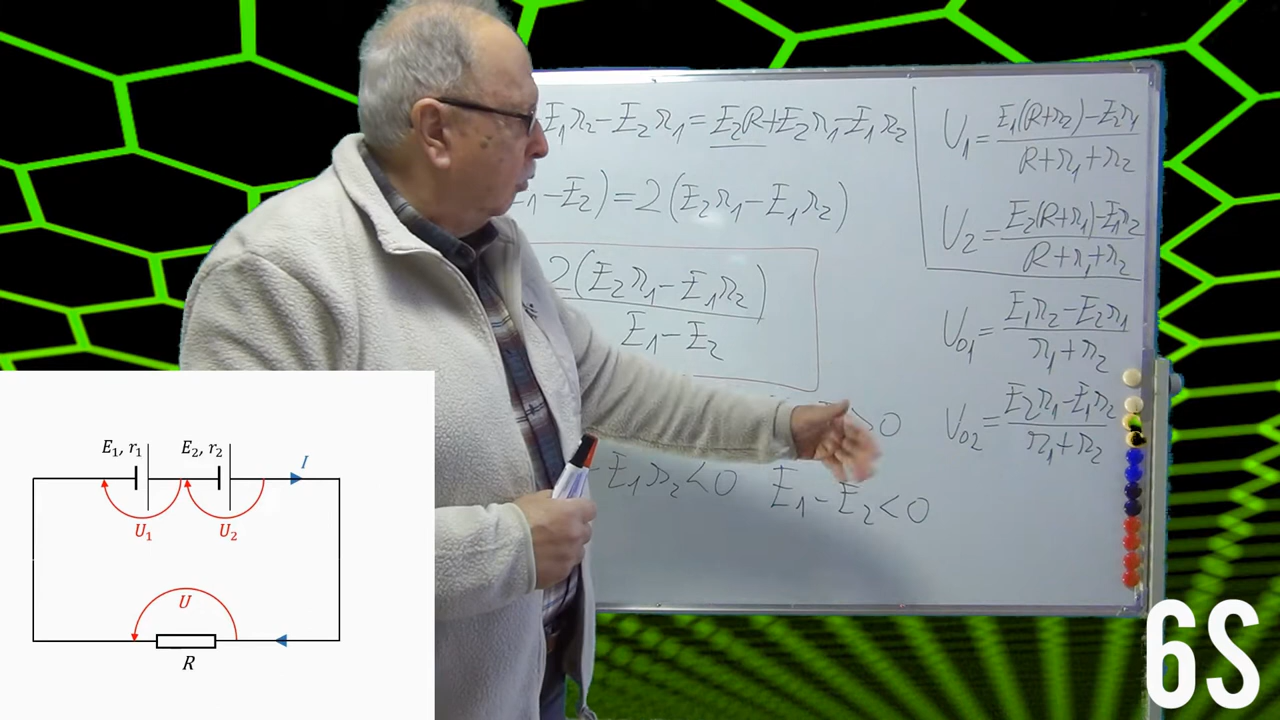 E₁r₂-E₂r₁=E₂R+E₂r₁-E₁r₂
E₁-E₂)=2(E₂r₁-E₁r₂)
2(E₂r₁-E₁r₂)
E₁-E₂
>0
-E₁r₂<0 E₁-E₂<0
U₁=E₁(R+r₂)-E₂r₁
R+r₁+r₂
U₂=E₂(R+r₁)-E₁r₂
R+r₁+r₂
U₀₁=E₁r₂-E₂r₁
r₁+r₂
U₀₂=E₂r₁-E₁r₂
r₁+r₂
E₁, r₁ E₂, r₂ I
U₁ U₂
U
R
6S